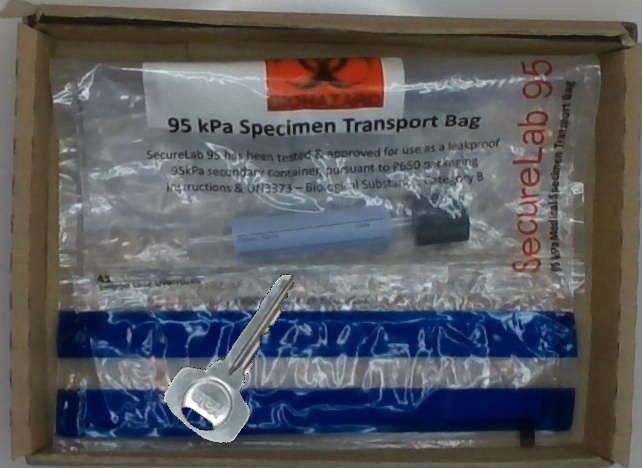 BIOHAZARD
95 kPa Specimen Transport Bag
SecureLab 95 has been tested & approved for use as a leakproof
95kPa secondary container, pursuant to P650 packaging
instructions & UN3373 – Biological Substance, Category B
SecureLab 95
95 kPa Medical Specimen Transport Bag